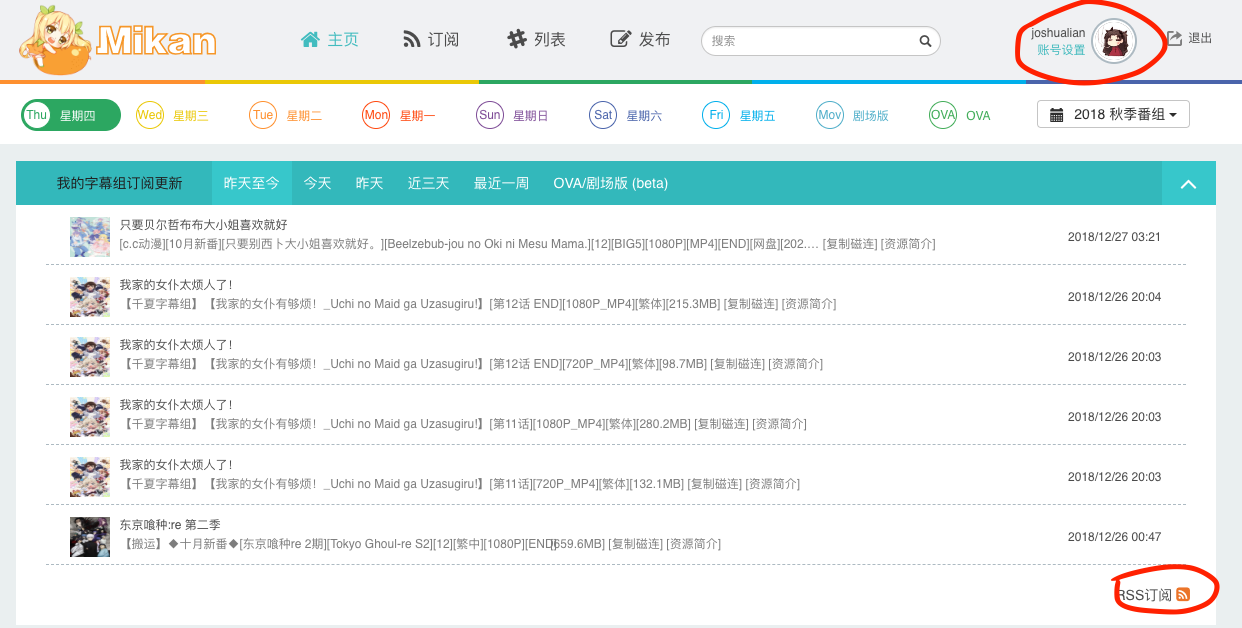 Mikan
主页
订阅
列表
发布
搜索
joshualian
账号设置
退出
Thu 星期四
Wed 星期三
Tue 星期二
Mon 星期一
Sun 星期日
Sat 星期六
Fri 星期五
Mov 剧场版
OVA OVA
2018 秋季番组
我的字幕组订阅更新 昨天至今 今天 昨天 近三天 最近一周 OVA/剧场版 (beta)
只要贝尔哲布布大小姐喜欢就好
[c.c动漫][10月新番][只要别西卜大小姐喜欢就好。][Beelzebub-jou no Oki ni Mesu Mama.][12][BIG5][1080P][MP4][END][网盘][202.... [复制磁连] [资源简介]
2018/12/27 03:21
我家的女仆太烦人了！
【千夏字幕组】【我家的女仆有够烦！_Uchi no Maid ga Uzasugiru!】[第12话 END][1080P_MP4][繁体][215.3MB] [复制磁连] [资源简介]
2018/12/26 20:04
我家的女仆太烦人了！
【千夏字幕组】【我家的女仆有够烦！_Uchi no Maid ga Uzasugiru!】[第12话 END][720P_MP4][繁体][98.7MB] [复制磁连] [资源简介]
2018/12/26 20:03
我家的女仆太烦人了！
【千夏字幕组】【我家的女仆有够烦！_Uchi no Maid ga Uzasugiru!】[第11话][1080P_MP4][繁体][280.2MB] [复制磁连] [资源简介]
2018/12/26 20:03
我家的女仆太烦人了！
【千夏字幕组】【我家的女仆有够烦！_Uchi no Maid ga Uzasugiru!】[第11话][720P_MP4][繁体][132.1MB] [复制磁连] [资源简介]
2018/12/26 20:03
东京喰种:re 第二季
【搬运】◆十月新番◆[东京喰种re 2期][Tokyo Ghoul-re S2][12][繁中][1080P][END][659.6MB] [复制磁连] [资源简介]
2018/12/26 00:47
RSS订阅